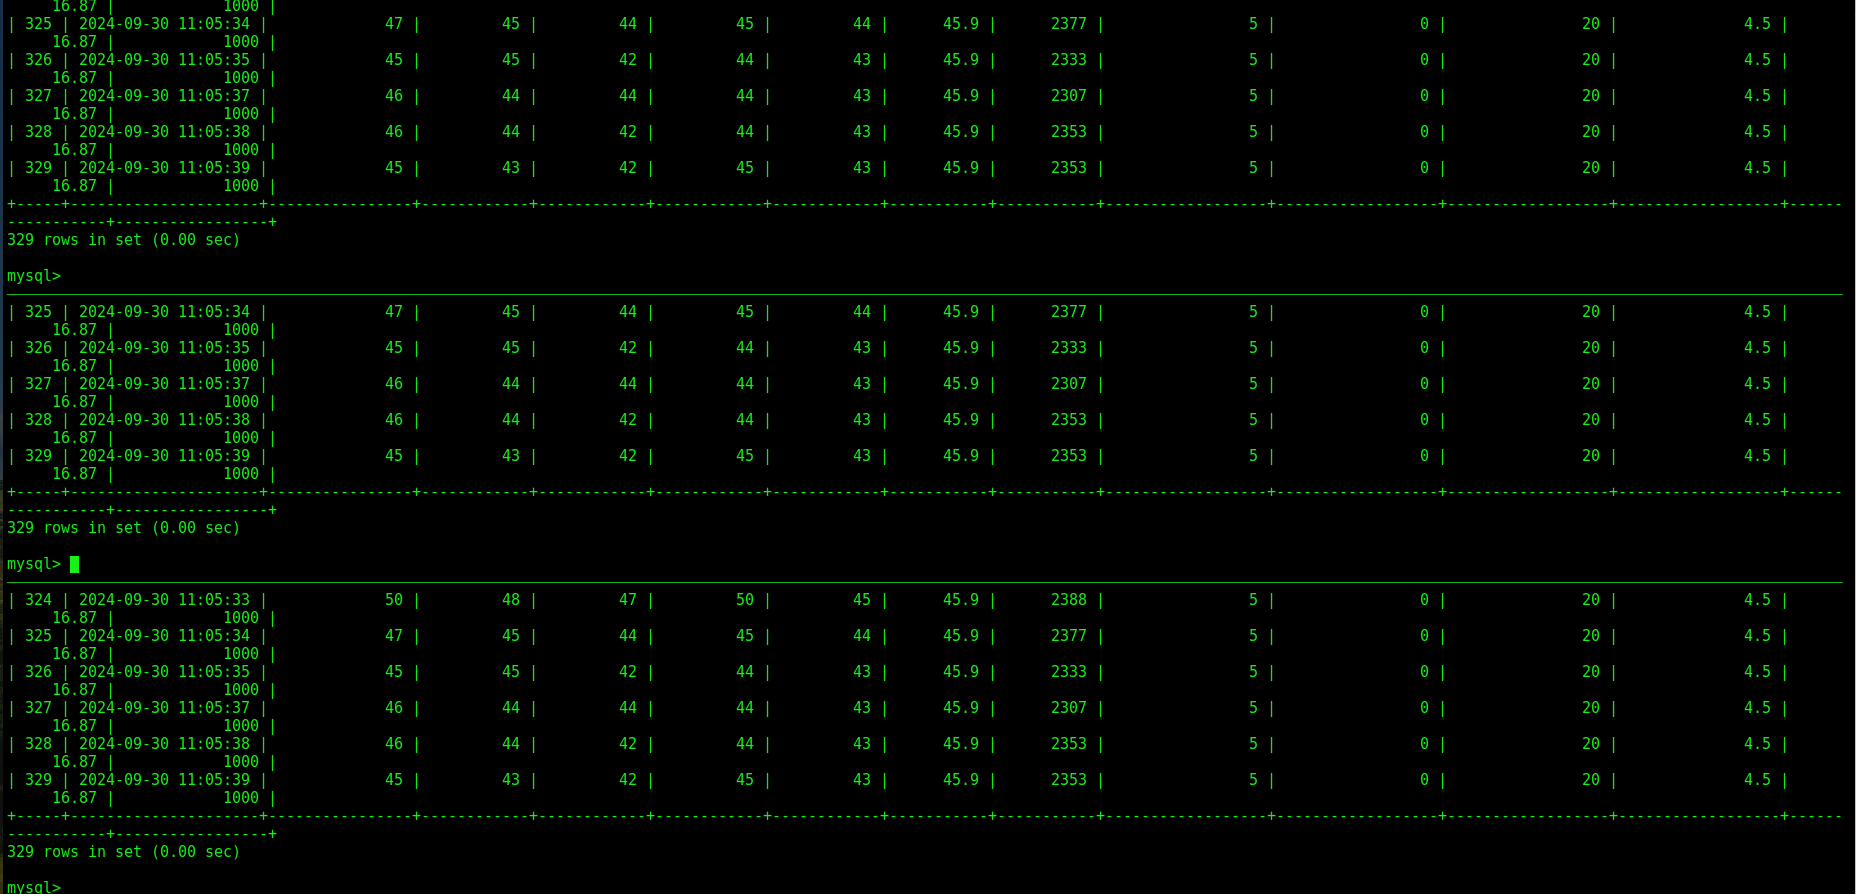 16.87 |            1000 |
| 325 | 2024-09-30 11:05:34 |             47 |         45 |         44 |         45 |         44 |      45.9 |      2377 |                5 |                 0 |               20 |              4.5 |
     16.87 |            1000 |
| 326 | 2024-09-30 11:05:35 |             45 |         45 |         42 |         44 |         43 |      45.9 |      2333 |                5 |                 0 |               20 |              4.5 |
     16.87 |            1000 |
| 327 | 2024-09-30 11:05:37 |             46 |         44 |         44 |         44 |         43 |      45.9 |      2307 |                5 |                 0 |               20 |              4.5 |
     16.87 |            1000 |
| 328 | 2024-09-30 11:05:38 |             46 |         44 |         42 |         44 |         43 |      45.9 |      2353 |                5 |                 0 |               20 |              4.5 |
     16.87 |            1000 |
| 329 | 2024-09-30 11:05:39 |             45 |         43 |         42 |         45 |         43 |      45.9 |      2353 |                5 |                 0 |               20 |              4.5 |
     16.87 |            1000 |
+-----+---------------------+----------------+------------+------------+------------+------------+-----------+-----------+------------------+------------------+------------------+------------------+------
-----------+-----------------+
329 rows in set (0.00 sec)
mysql>
| 325 | 2024-09-30 11:05:34 |             47 |         45 |         44 |         45 |         44 |      45.9 |      2377 |                5 |                 0 |               20 |              4.5 |
     16.87 |            1000 |
| 326 | 2024-09-30 11:05:35 |             45 |         45 |         42 |         44 |         43 |      45.9 |      2333 |                5 |                 0 |               20 |              4.5 |
     16.87 |            1000 |
| 327 | 2024-09-30 11:05:37 |             46 |         44 |         44 |         44 |         43 |      45.9 |      2307 |                5 |                 0 |               20 |              4.5 |
     16.87 |            1000 |
| 328 | 2024-09-30 11:05:38 |             46 |         44 |         42 |         44 |         43 |      45.9 |      2353 |                5 |                 0 |               20 |              4.5 |
     16.87 |            1000 |
| 329 | 2024-09-30 11:05:39 |             45 |         43 |         42 |         45 |         43 |      45.9 |      2353 |                5 |                 0 |               20 |              4.5 |
     16.87 |            1000 |
+-----+---------------------+----------------+------------+------------+------------+------------+-----------+-----------+------------------+------------------+------------------+------------------+------
-----------+-----------------+
329 rows in set (0.00 sec)
mysql>
| 324 | 2024-09-30 11:05:33 |             50 |         48 |         47 |         50 |         45 |      45.9 |      2388 |                5 |                 0 |               20 |              4.5 |
     16.87 |            1000 |
| 325 | 2024-09-30 11:05:34 |             47 |         45 |         44 |         45 |         44 |      45.9 |      2377 |                5 |                 0 |               20 |              4.5 |
     16.87 |            1000 |
| 326 | 2024-09-30 11:05:35 |             45 |         45 |         42 |         44 |         43 |      45.9 |      2333 |                5 |                 0 |               20 |              4.5 |
     16.87 |            1000 |
| 327 | 2024-09-30 11:05:37 |             46 |         44 |         44 |         44 |         43 |      45.9 |      2307 |                5 |                 0 |               20 |              4.5 |
     16.87 |            1000 |
| 328 | 2024-09-30 11:05:38 |             46 |         44 |         42 |         44 |         43 |      45.9 |      2353 |                5 |                 0 |               20 |              4.5 |
     16.87 |            1000 |
| 329 | 2024-09-30 11:05:39 |             45 |         43 |         42 |         45 |         43 |      45.9 |      2353 |                5 |                 0 |               20 |              4.5 |
     16.87 |            1000 |
+-----+---------------------+----------------+------------+------------+------------+------------+-----------+-----------+------------------+------------------+------------------+------------------+------
-----------+-----------------+
329 rows in set (0.00 sec)
mysql>